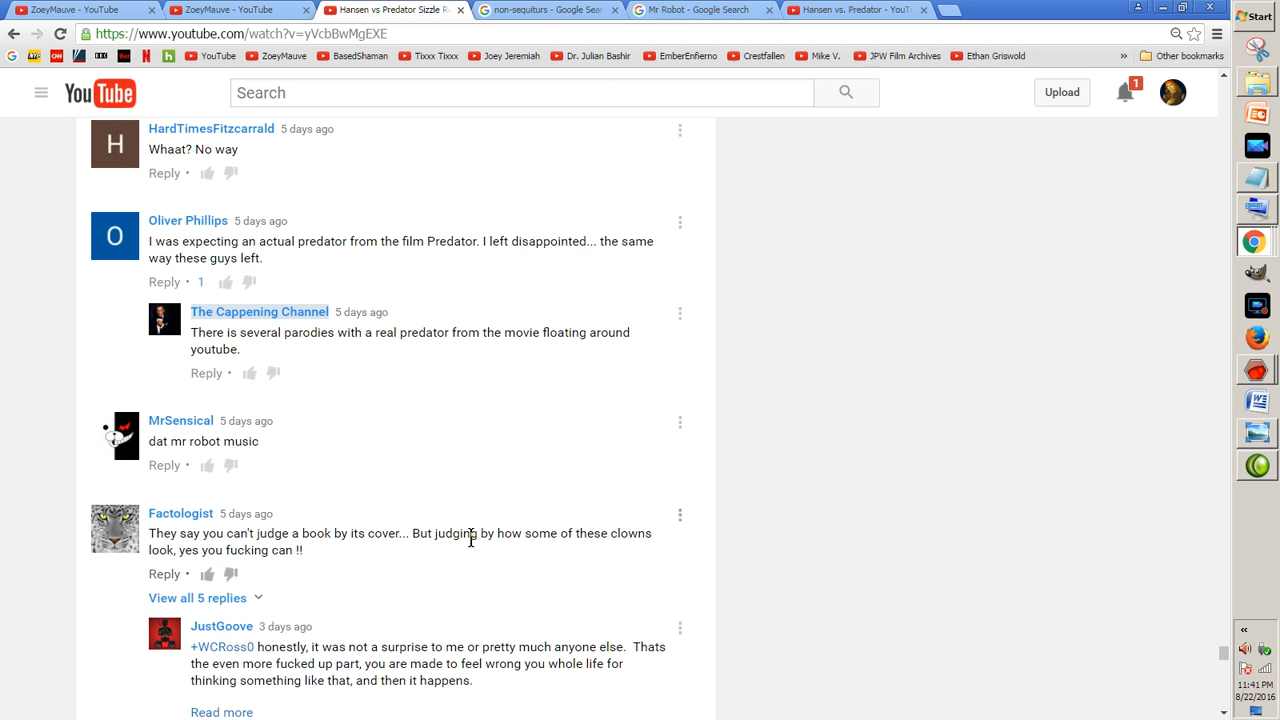 ZoeyMauve - YouTube
ZoeyMauve - YouTube
Hansen vs Predator Sizzle R
non-sequiturs - Google Sear
Mr Robot - Google Search
Hansen vs. Predator - YouT
https://www.youtube.com/watch?v=yVcbBwMgEXE
YouTube
ZoeyMauve
BasedShaman
Tixxx Tixxx
Joey Jeremiah
Dr. Julian Bashir
EmberEnfierno
Crestfallen
Mike V.
JPW Film Archives
Ethan Griswold
Other bookmarks
YouTube
Search
Upload
1
HardTimesFitzcarrald 5 days ago
Whaat? No way
Reply •
Oliver Phillips 5 days ago
I was expecting an actual predator from the film Predator. I left disappointed... the same
way these guys left.
Reply • 1
The Cappening Channel 5 days ago
There is several parodies with a real predator from the movie floating around
youtube.
Reply •
MrSensical 5 days ago
dat mr robot music
Reply •
Factologist 5 days ago
They say you can't judge a book by its cover... But judging by how some of these clowns
look, yes you fucking can !!
Reply •
View all 5 replies
JustGoove 3 days ago
+WCRoss0 honestly, it was not a surprise to me or pretty much anyone else. Thats
the even more fucked up part, you are made to feel wrong you whole life for
thinking something like that, and then it happens.
Read more
Start
11:41 PM
8/22/2016